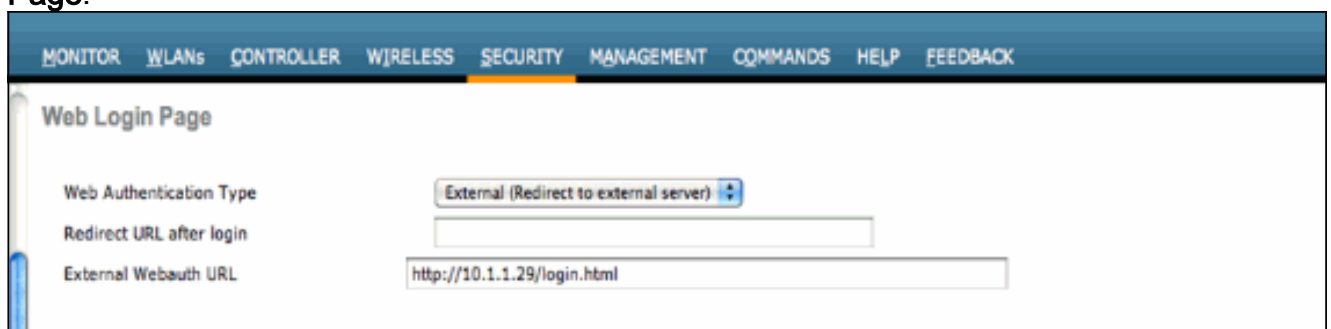 Page.
MONITOR WLANs CONTROLLER WIRELESS SECURITY MANAGEMENT COMMANDS HELP FEEDBACK
Web Login Page
Web Authentication Type External (Redirect to external server)
Redirect URL after login
External Webauth URL http://10.1.1.29/login.html